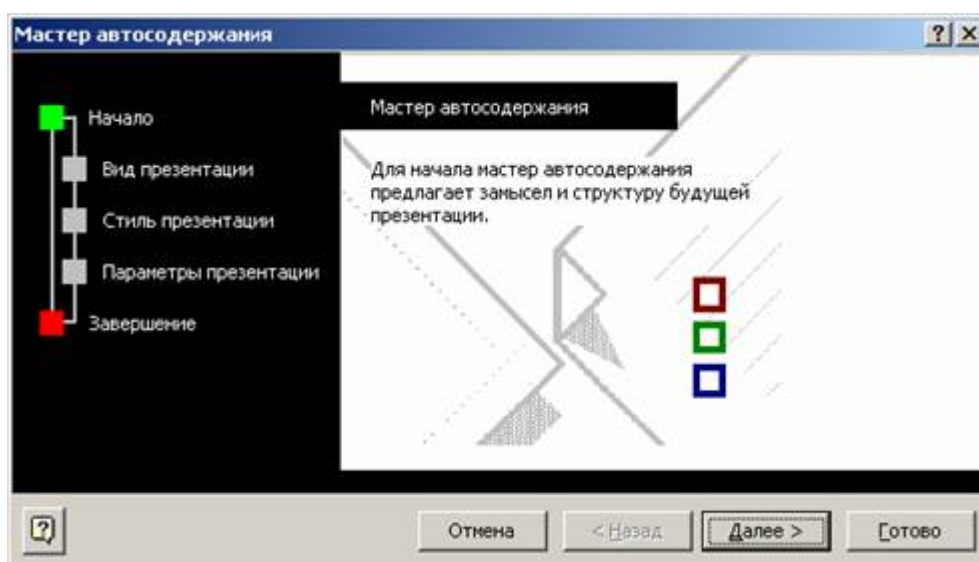 Мастер автосодержания
Начало
Вид презентации
Стиль презентации
Параметры презентации
Завершение
Мастер автосодержания
Для начала мастер автосодержания
предлагает замысел и структуру будущей
презентации.
Отмена
< Назад
Далее >
Готово